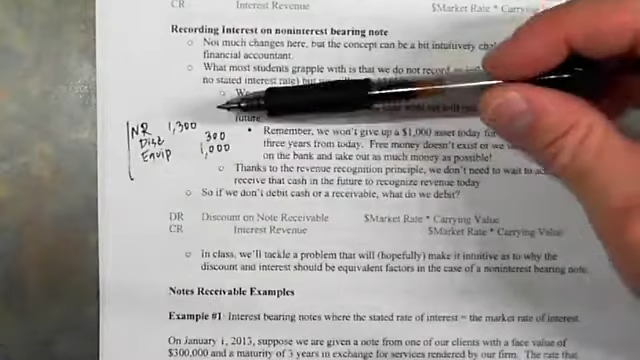 CR Interest Revenue $Market Rate * Carrying
Recording Interest on noninterest bearing note
Not much changes here, but the concept can be a bit intuitively
financial accountant.
What most students grapple with is that we do not record
no stated interest rate)
We
future.
NR 1,300
Disc 300
Equip 1,000
Remember, we won't give up a $1,000 asset today for
three years from today. Free money doesn't exist or we
on the bank and take out as much money as possible!
Thanks to the revenue recognition principle, we don't need to wait to
receive that cash in the future to recognize revenue today
So if we don't debit cash or a receivable, what do we debit?
DR Discount on Note Receivable $Market Rate * Carrying Value
CR Interest Revenue $Market Rate * Carrying Value
In class, we'll tackle a problem that will (hopefully) make it intuitive as to why the
discount and interest should be equivalent factors in the case of a noninterest bearing note.
Notes Receivable Examples
Example #1 Interest bearing notes where the stated rate of interest = the market rate of interest.
On January 1, 2013, suppose we are given a note from one of our clients with a face value of
$300,000 and a maturity of 3 years in exchange for services rendered by our firm. The rate that